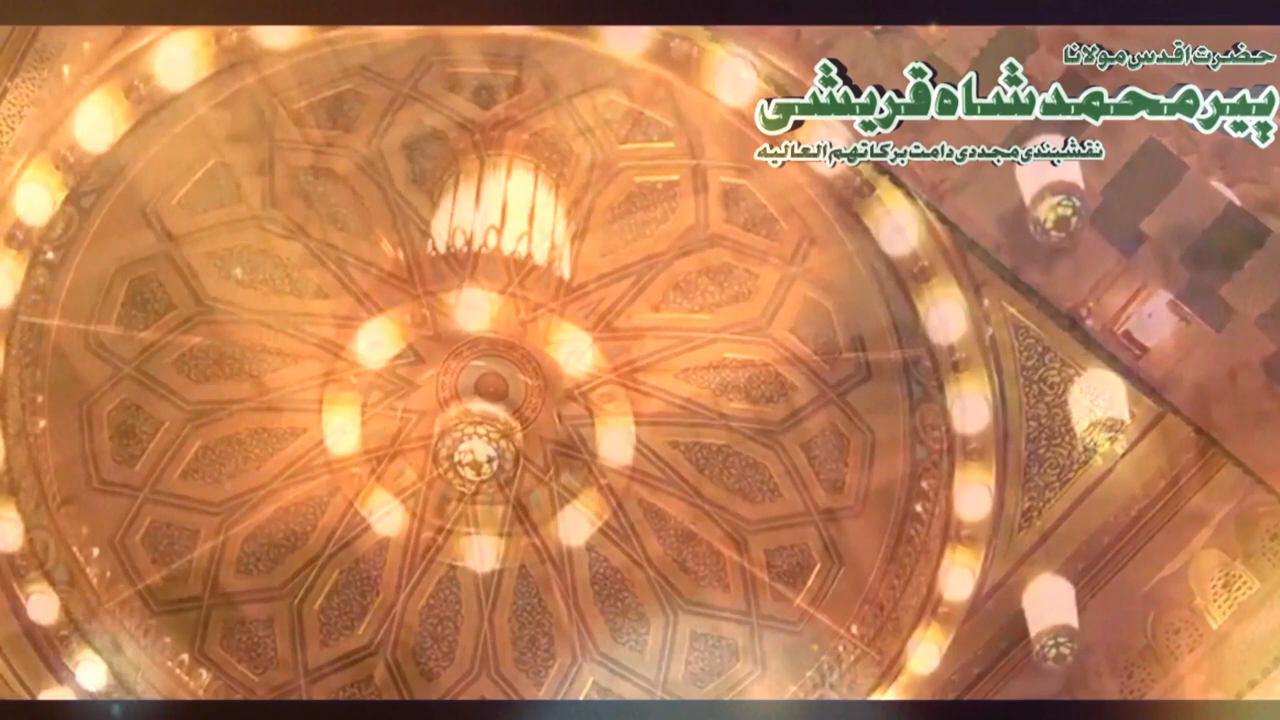 حضرت اقدس مولانا
پیر محمد شاہ قریشی
نقشبندی مجددی دامت برکاتہم العالیہ